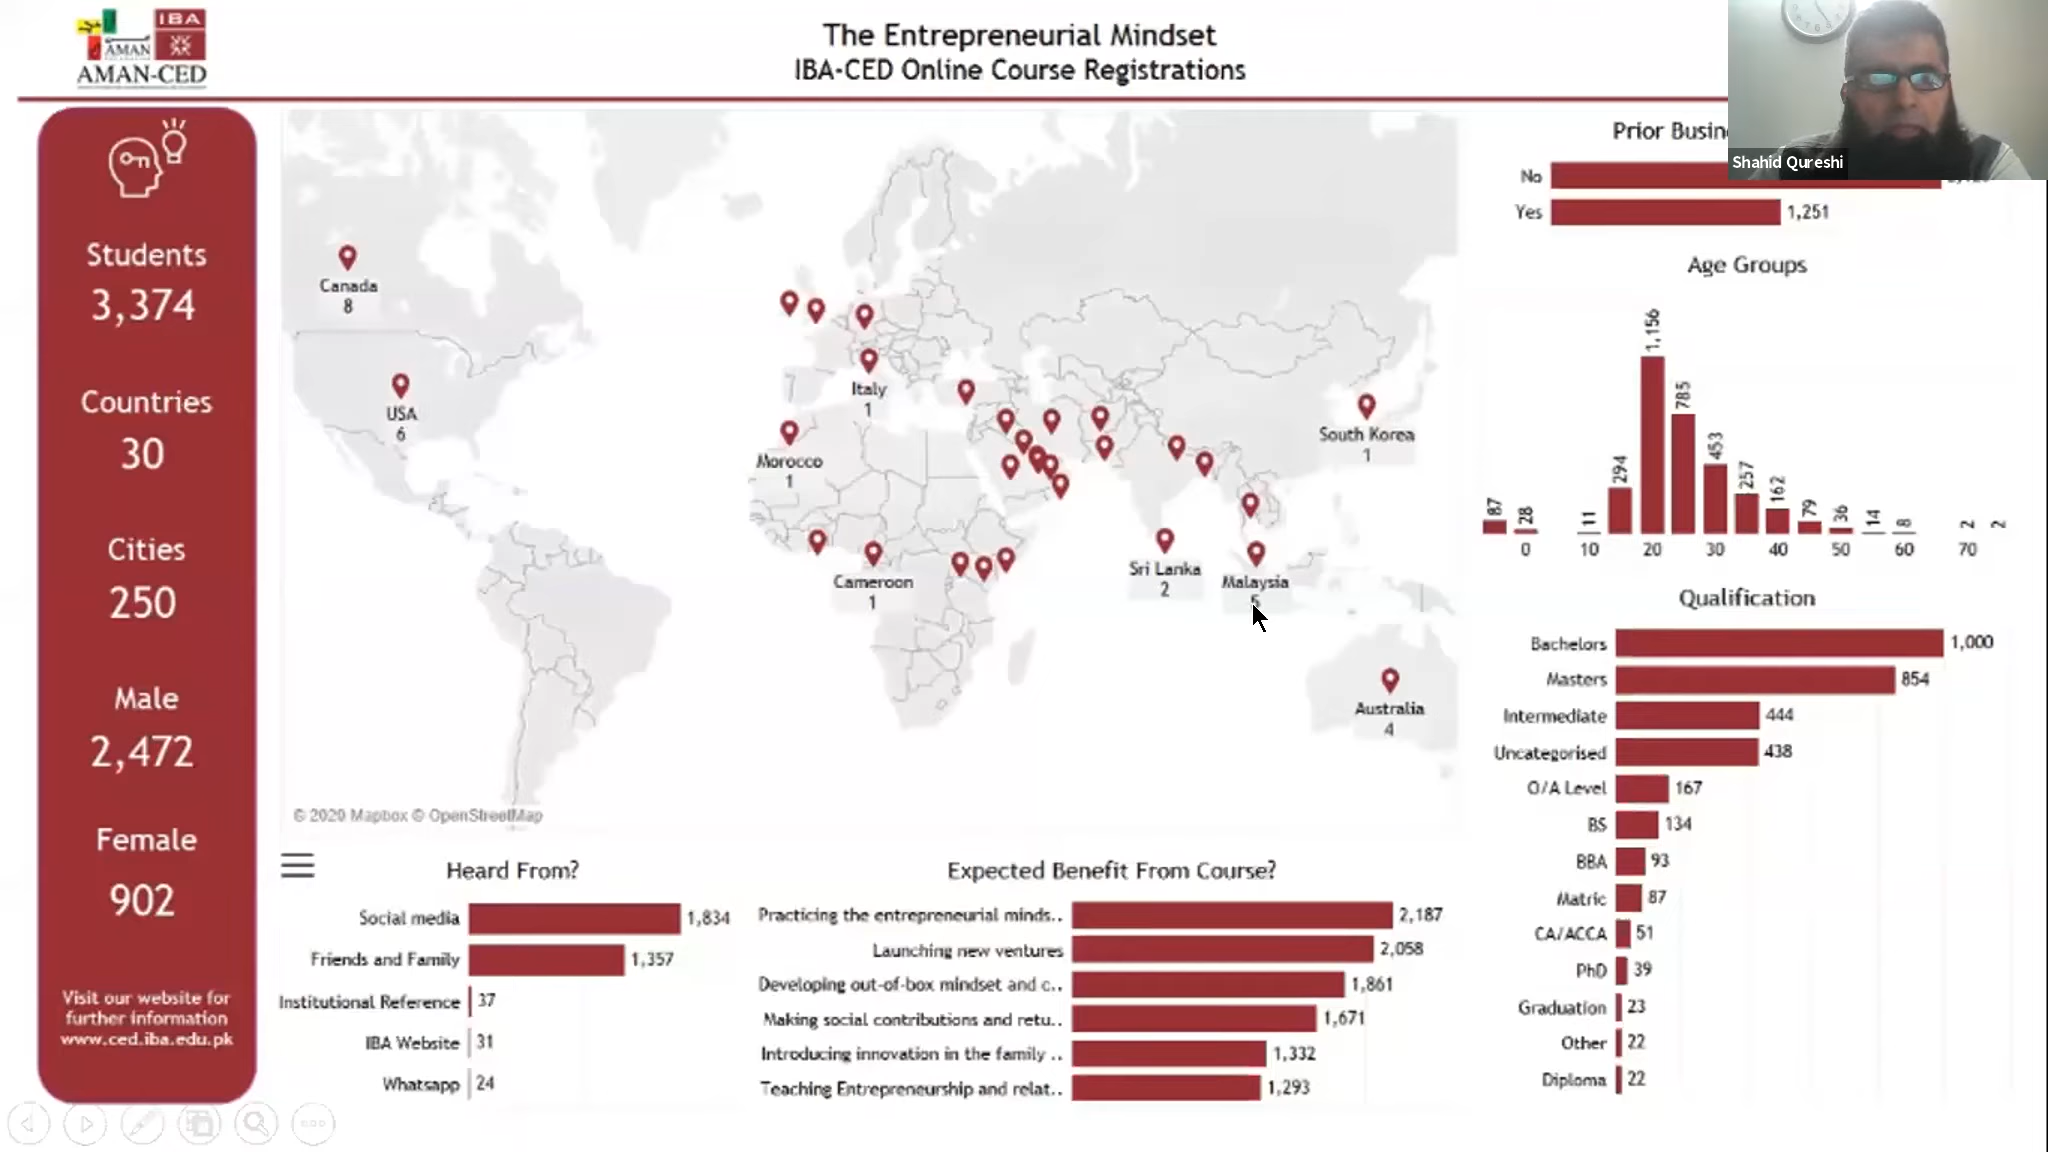 IBA
AMAN
AMAN-CED
The Entrepreneurial Mindset
IBA-CED Online Course Registrations
Shahid Qureshi
Students
3,374
Countries
30
Cities
250
Male
2,472
Female
902
Visit our website for
further information
www.ced.iba.edu.pk
Canada
8
USA
6
Italy
1
Morocco
1
Cameroon
1
South Korea
1
Sri Lanka
2
Malaysia
5
Australia
4
© 2020 Mapbox © OpenStreetMap
Prior Busin
No
Yes 1,251
Age Groups
87 28 11 294 1,156 785 453 257 162 79 36 14 8 2 2
0 10 20 30 40 50 60 70
Qualification
Bachelors 1,000
Masters 854
Intermediate 444
Uncategorised 438
O/A Level 167
BS 134
BBA 93
Matric 87
CA/ACCA 51
PhD 39
Graduation 23
Other 22
Diploma 22
Heard From?
Social media 1,834
Friends and Family 1,357
Institutional Reference 37
IBA Website 31
Whatsapp 24
Expected Benefit From Course?
Practicing the entrepreneurial minds.. 2,187
Launching new ventures 2,058
Developing out-of-box mindset and c.. 1,861
Making social contributions and retu.. 1,671
Introducing innovation in the family .. 1,332
Teaching Entrepreneurship and relat.. 1,293